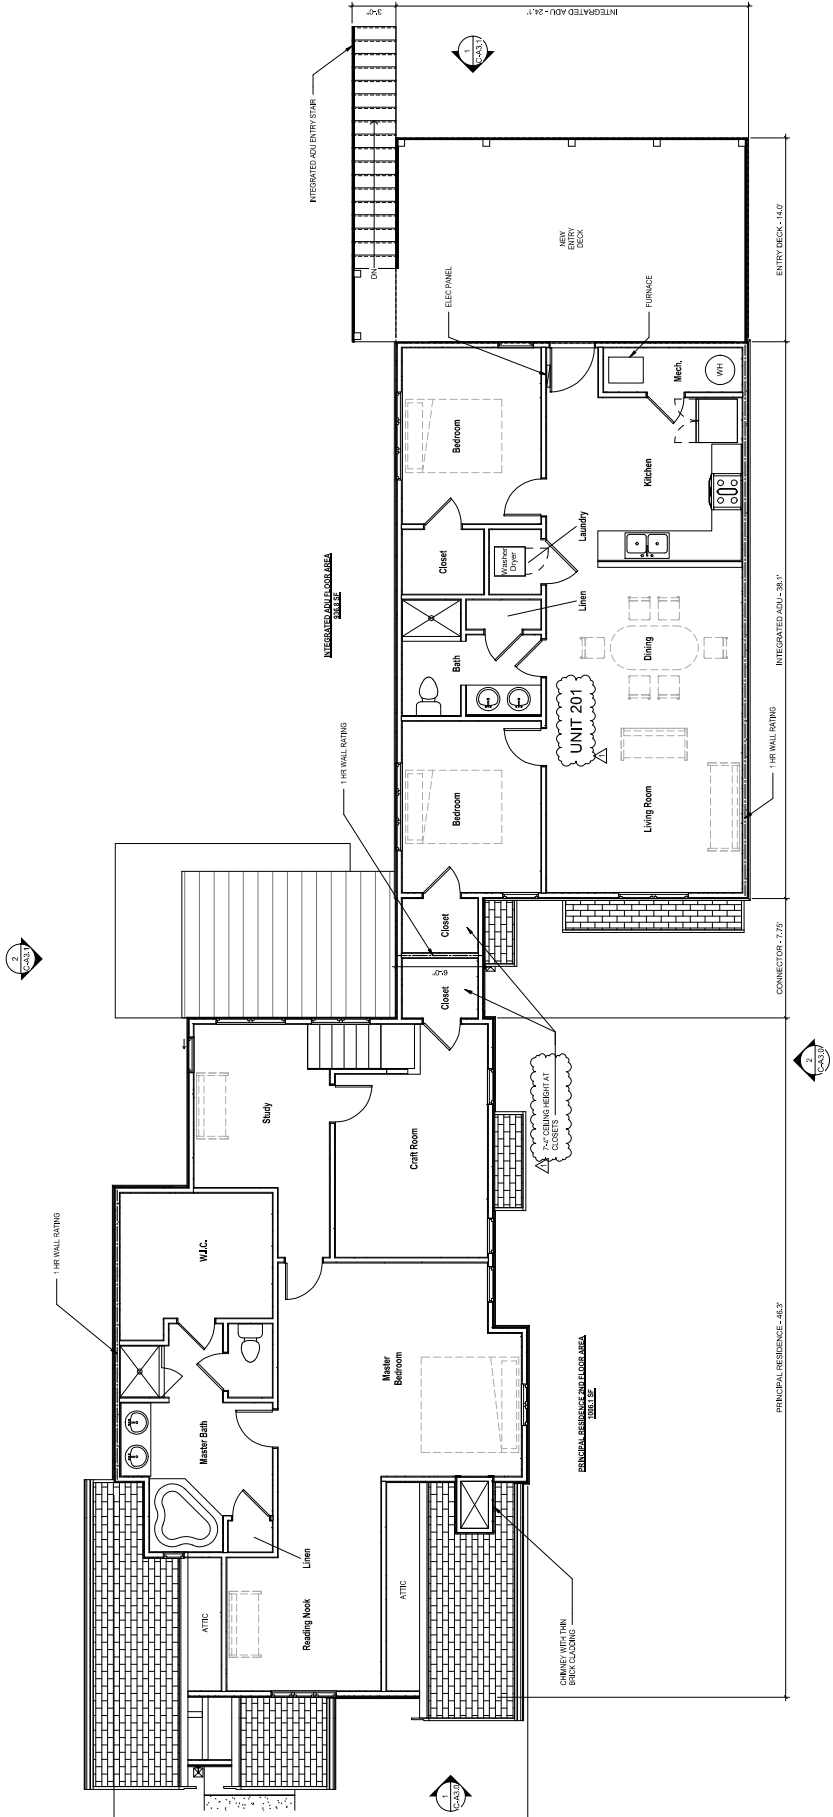 INTEGRATED ADU - 24.1'
3'-0"
1
C-A3.1
INTEGRATED ADU ENTRY STAIR
DN
NEW
ENTRY
DECK
ENTRY DECK - 14.0'
ELEC PANEL
FURNACE
Mech.
WH
Bedroom
Kitchen
Closet
Washer
Dryer
Laundry
INTEGRATED ADU FLOOR AREA
Linen
Bath
Dining
INTEGRATED ADU - 38.1'
UNIT 201
1
1 HR WALL RATING
1 HR WALL RATING
Bedroom
Living Room
Closet
CONNECTOR - 7.75'
6'-0"
Closet
2
C-A3.1
2
C-A3.0
7'-4" CEILING HEIGHT AT
CLOSETS
1
Study
Craft Room
1 HR WALL RATING
W.I.C.
Master
Bedroom
PRINCIPAL RESIDENCE - 46.3'
PRINCIPAL RESIDENCE 2ND FLOOR AREA
1006.1 SF
Master Bath
Linen
ATTIC
Reading Nook
ATTIC
CHIMNEY WITH THIN
BRICK CLADDING
1
C-A3.0